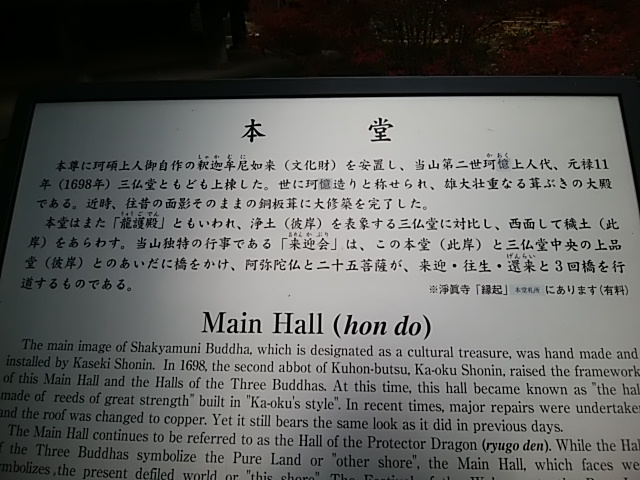 本堂
本尊に珂碩上人御自作の釈迦牟尼如来（文化財）を安置し、当山第二世珂憶上人代、元禄11
年（1698年）三仏堂ともども上棟した。世に珂憶造りと称せられ、雄大壮重なる茸ぶきの大殿
である。近時、往昔の面影そのままの銅板茸に大修築を完了した。
本堂はまた「龍護殿」ともいわれ、浄土（彼岸）を表象する三仏堂に対比し、西面して穢土（此
岸）をあらわす。当山独特の行事である「来迎会」は、この本堂（此岸）と三仏堂中央の上品
堂（彼岸）とのあいだに橋をかけ、阿弥陀仏と二十五菩薩が、来迎・往生・還来と3回橋を行
道するものである。
※淨眞寺「縁起」本堂札所にあります(有料)
Main Hall (hon do)
The main image of Shakyamuni Buddha, which is designated as a cultural treasure, was hand made and
installed by Kaseki Shonin. In 1698, the second abbot of Kuhon-butsu, Ka-oku Shonin, raised the framework
of this Main Hall and the Halls of the Three Buddhas. At this time, this hall became known as "the hal
made of reeds of great strength" built in "Ka-oku's style". In recent times, major repairs were undertake
and the roof was changed to copper. Yet it still bears the same look as it did in previous days.
The Main Hall continues to be referred to as the Hall of the Protector Dragon (ryugo den). While the Hal
f the Three Buddhas symbolize the Pure Land or "other shore", the Main Hall, which faces we
mbolizes the present defiled world or "this shore". The Festival of the